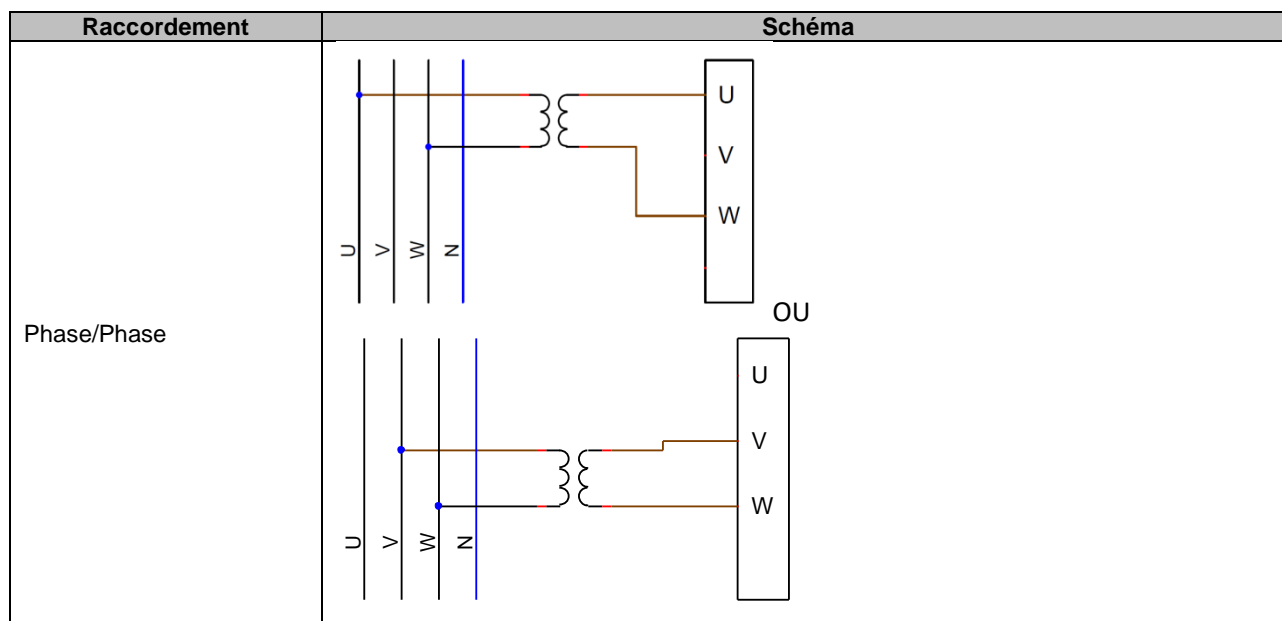 Raccordement Schéma
U
V
W
U V W N
OU
Phase/Phase
U
V
W
U V W N